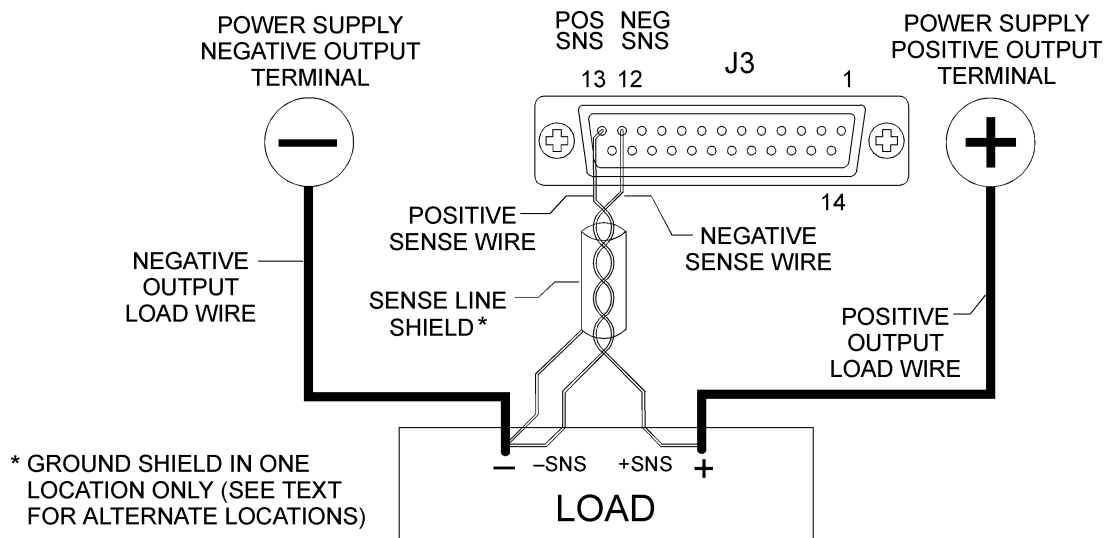 POWER SUPPLY
NEGATIVE OUTPUT
TERMINAL
POS NEG
SNS SNS
13 12
J3
1
POWER SUPPLY
POSITIVE OUTPUT
TERMINAL
14
POSITIVE
SENSE WIRE
NEGATIVE
SENSE WIRE
NEGATIVE
OUTPUT
LOAD WIRE
SENSE LINE
SHIELD*
POSITIVE
OUTPUT
LOAD WIRE
* GROUND SHIELD IN ONE
LOCATION ONLY (SEE TEXT
FOR ALTERNATE LOCATIONS)
– –SNS +SNS +
LOAD